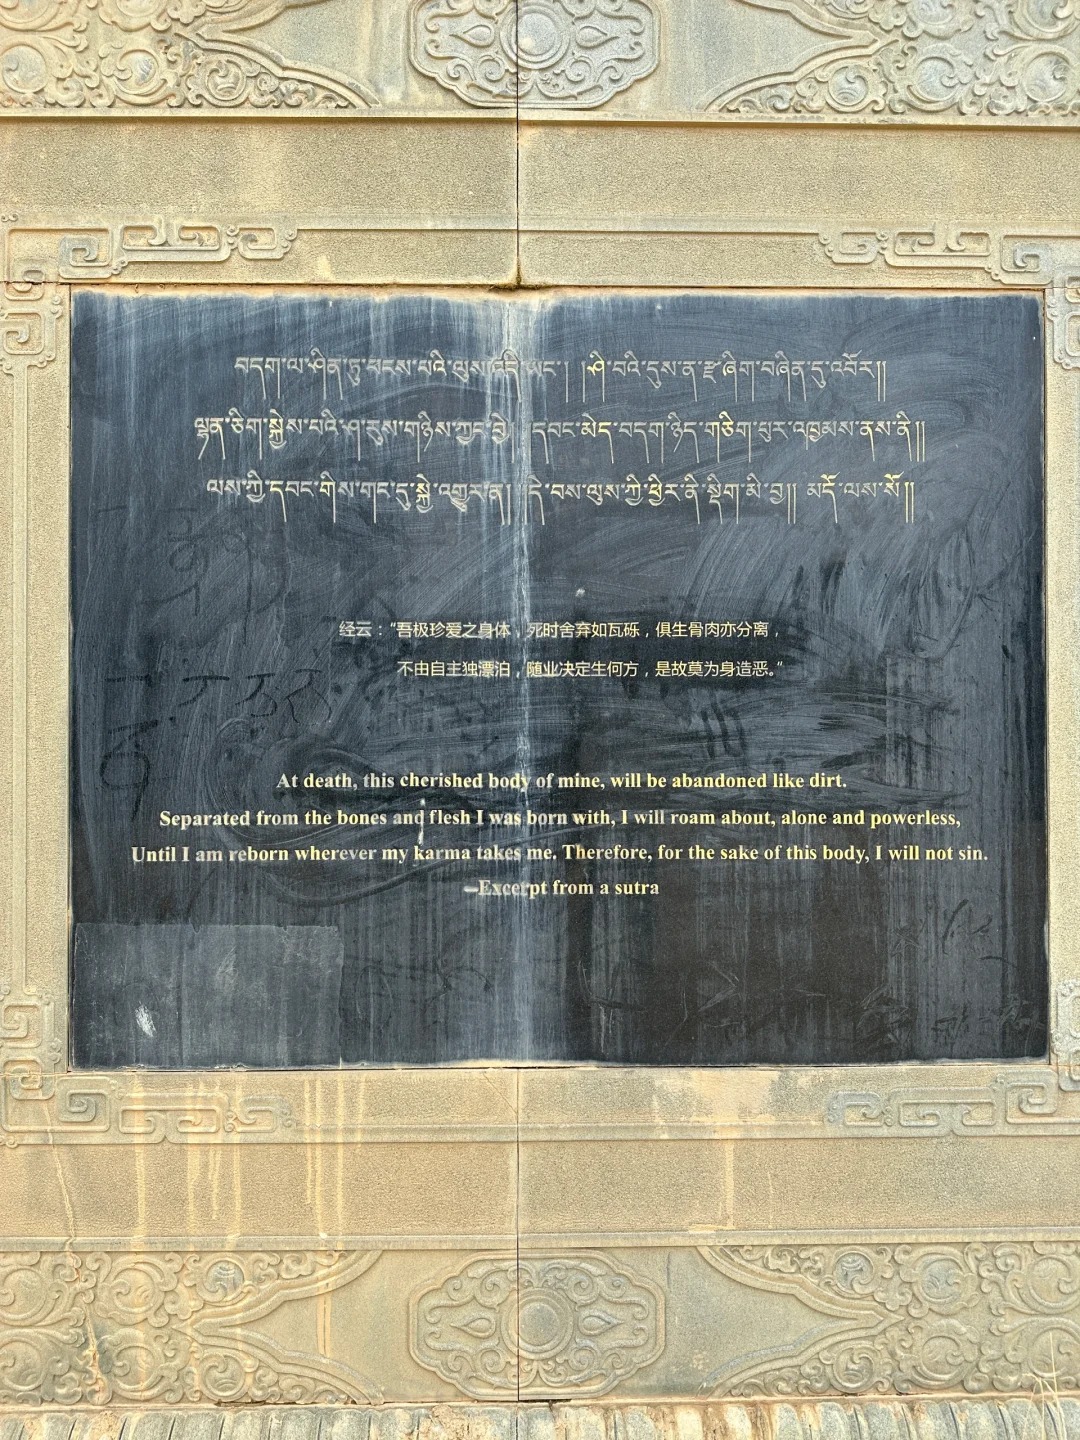 བདག་ལ་ཤིན་ཏུ་ཕངས་པའི་ལུས་འདི་ཡང་། །ཤི་བའི་དུས་ན་རྫ་ཞིག་བཞིན་དུ་འབོར།།
ལྷན་ཅིག་སྐྱེས་པའི་ཤ་རུས་གཉིས་ཀྱང་བྱེ། །དབང་མེད་བདག་ཉིད་གཅིག་ཕུར་འཁྱམས་ནས་ནི།།
ལས་ཀྱི་དབང་གིས་གང་དུ་སྐྱེ་འགྱུར་ན། །དེ་བས་ལུས་ཀྱི་ཕྱིར་ནི་སྡིག་མི་བྱ།། མདོ་ལས་སོ།།
经云：“吾极珍爱之身体，死时舍弃如瓦砾，俱生骨肉亦分离，
不由自主独漂泊，随业决定生何方，是故莫为身造恶。”
At death, this cherished body of mine, will be abandoned like dirt.
Separated from the bones and flesh I was born with, I will roam about, alone and powerless,
Until I am reborn wherever my karma takes me. Therefore, for the sake of this body, I will not sin.
—Excerpt from a sutra